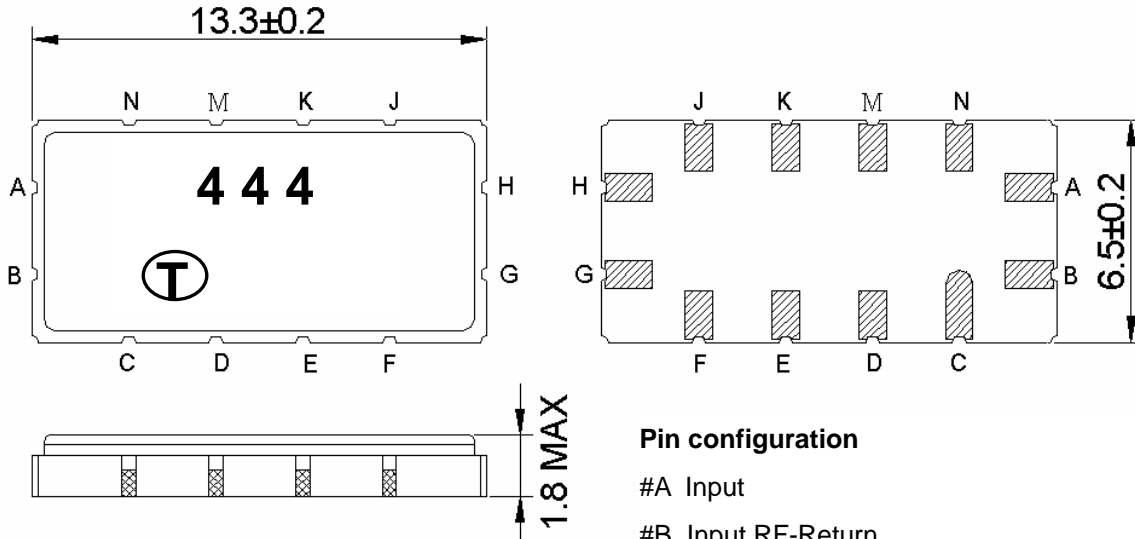 13.3±0.2
N M K J
A H
444
B G
T
C D E F
J K M N
H A
G B
F E D C
6.5±0.2
1.8 MAX
Pin configuration
#A Input
#B Input RF-Return